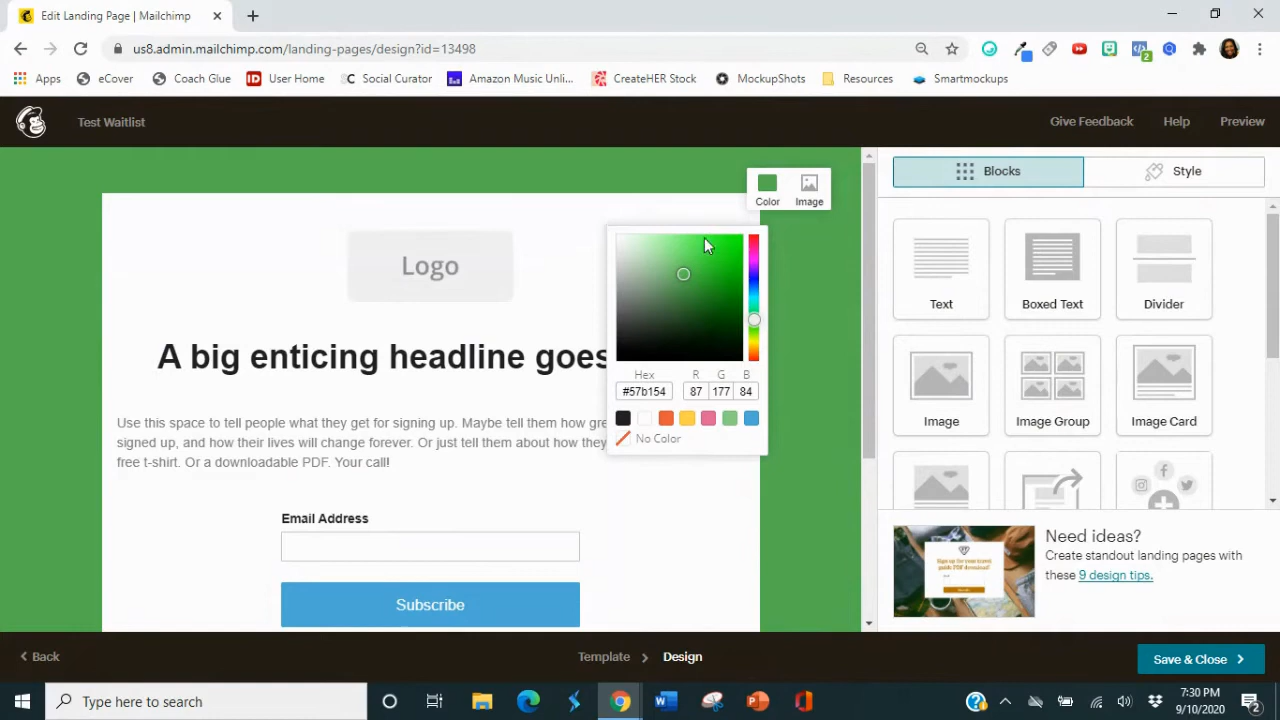 Edit Landing Page | Mailchimp
us8.admin.mailchimp.com/landing-pages/design?id=13498
Apps eCover Coach Glue ID User Home Social Curator Amazon Music Unli... CreateHER Stock MockupShots Resources Smartmockups
Test Waitlist Give Feedback Help Preview
Color Image
Blocks Style
Logo
A big enticing headline goes
Use this space to tell people what they get for signing up. Maybe tell them how gre
signed up, and how their lives will change forever. Or just tell them about how they
free t-shirt. Or a downloadable PDF. Your call!
Email Address
Subscribe
Hex R G B
#57b154 87 177 84
No Color
Text Boxed Text Divider
Image Image Group Image Card
Need ideas?
Create standout landing pages with
these 9 design tips.
Back Template Design Save & Close
Type here to search
7:30 PM
9/10/2020
2